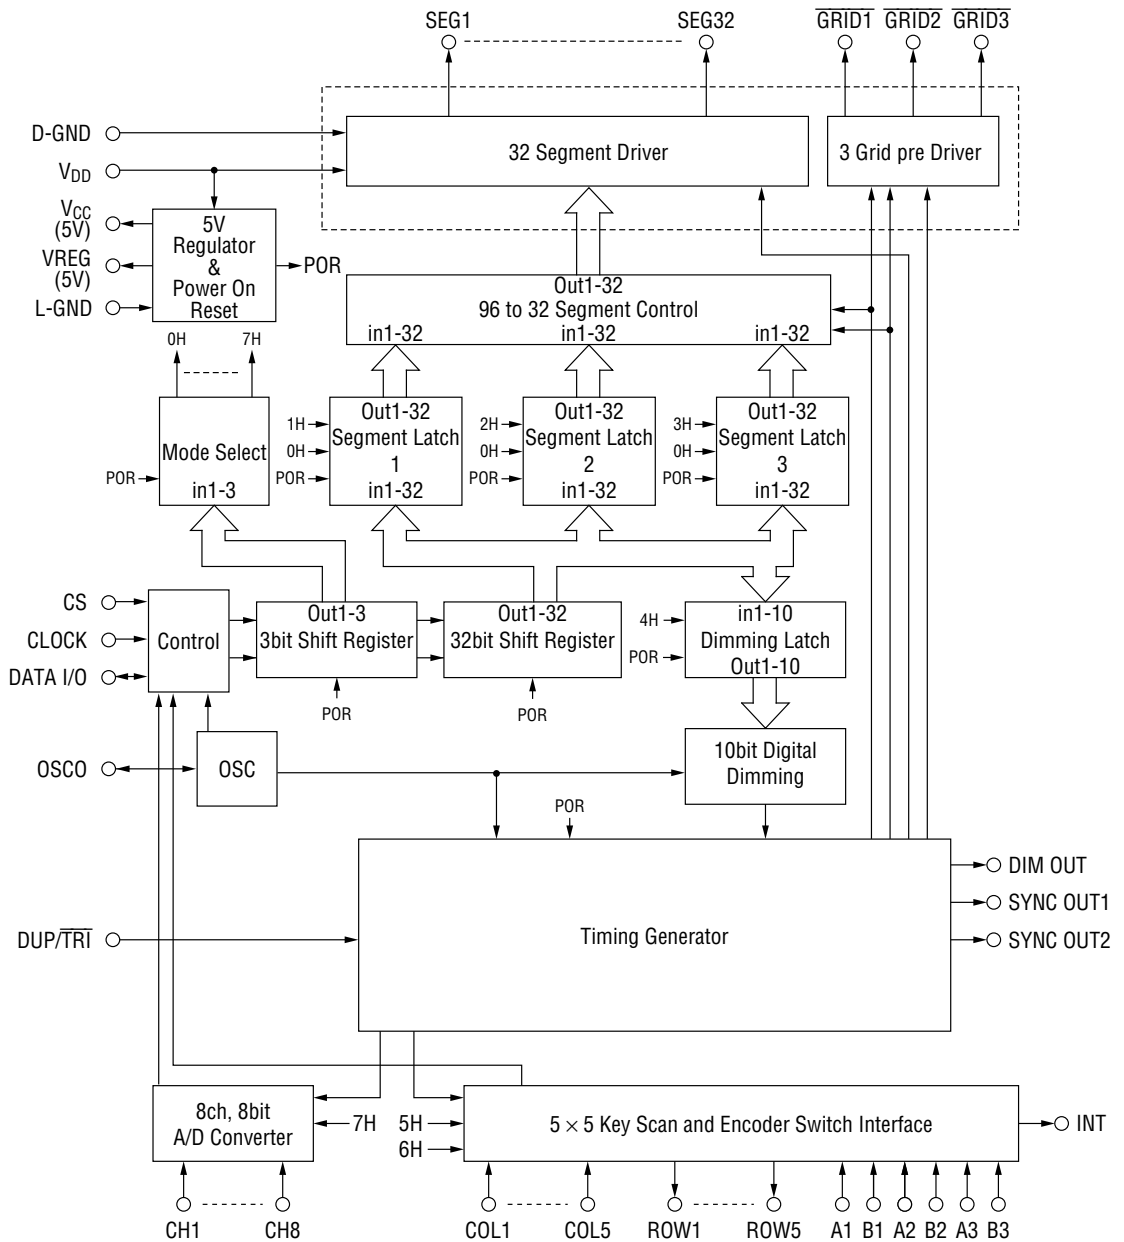 SEG1 SEG32 GRID1 GRID2 GRID3
D-GND
32 Segment Driver
3 Grid pre Driver
VDD
VCC
(5V)
VREG
(5V)
L-GND
5V
Regulator
&
Power On
Reset
POR
Out1-32
96 to 32 Segment Control
in1-32 in1-32 in1-32
0H 7H
Mode Select
in1-3
POR
1H
0H
POR
Out1-32
Segment Latch
1
in1-32
2H
0H
POR
Out1-32
Segment Latch
2
in1-32
3H
0H
POR
Out1-32
Segment Latch
3
in1-32
CS
CLOCK
DATA I/O
Control
Out1-3
3bit Shift Register
POR
Out1-32
32bit Shift Register
POR
4H
POR
in1-10
Dimming Latch
Out1-10
OSCO
OSC
10bit Digital
Dimming
POR
DUP/TRI
Timing Generator
DIM OUT
SYNC OUT1
SYNC OUT2
8ch, 8bit
A/D Converter
7H
5H
6H
5 × 5 Key Scan and Encoder Switch Interface
INT
CH1 CH8 COL1 COL5 ROW1 ROW5 A1 B1 A2 B2 A3 B3